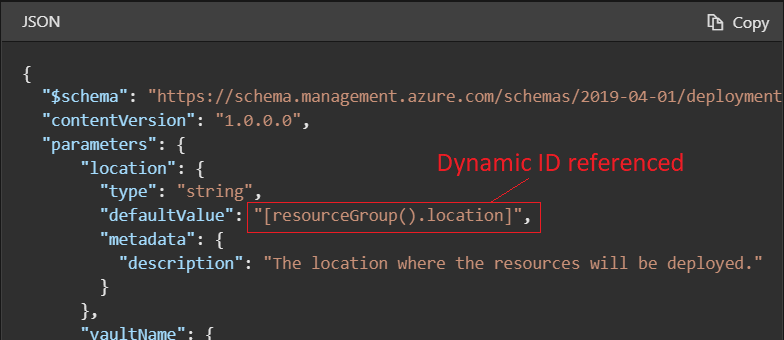 JSON
Copy
{
"$schema": "https://schema.management.azure.com/schemas/2019-04-01/deployment
"contentVersion": "1.0.0.0",
"parameters": {
"location": {
Dynamic ID referenced
"type": "string",
"defaultValue": "[resourceGroup().location]",
"metadata": {
"description": "The location where the resources will be deployed."
}
},
"vaultName": {